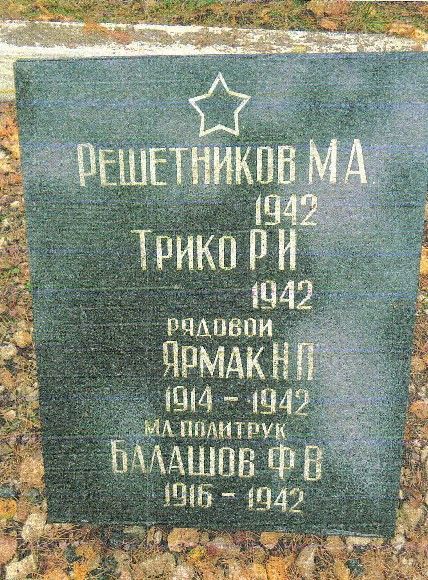 РЕШЕТНИКОВ М А
1942
ТРИКО Р И
1942
РЯДОВОЙ
ЯРМАК Н П
1914 - 1942
МЛ ПОЛИТРУК
БАЛАШОВ Ф В
1916 - 1942